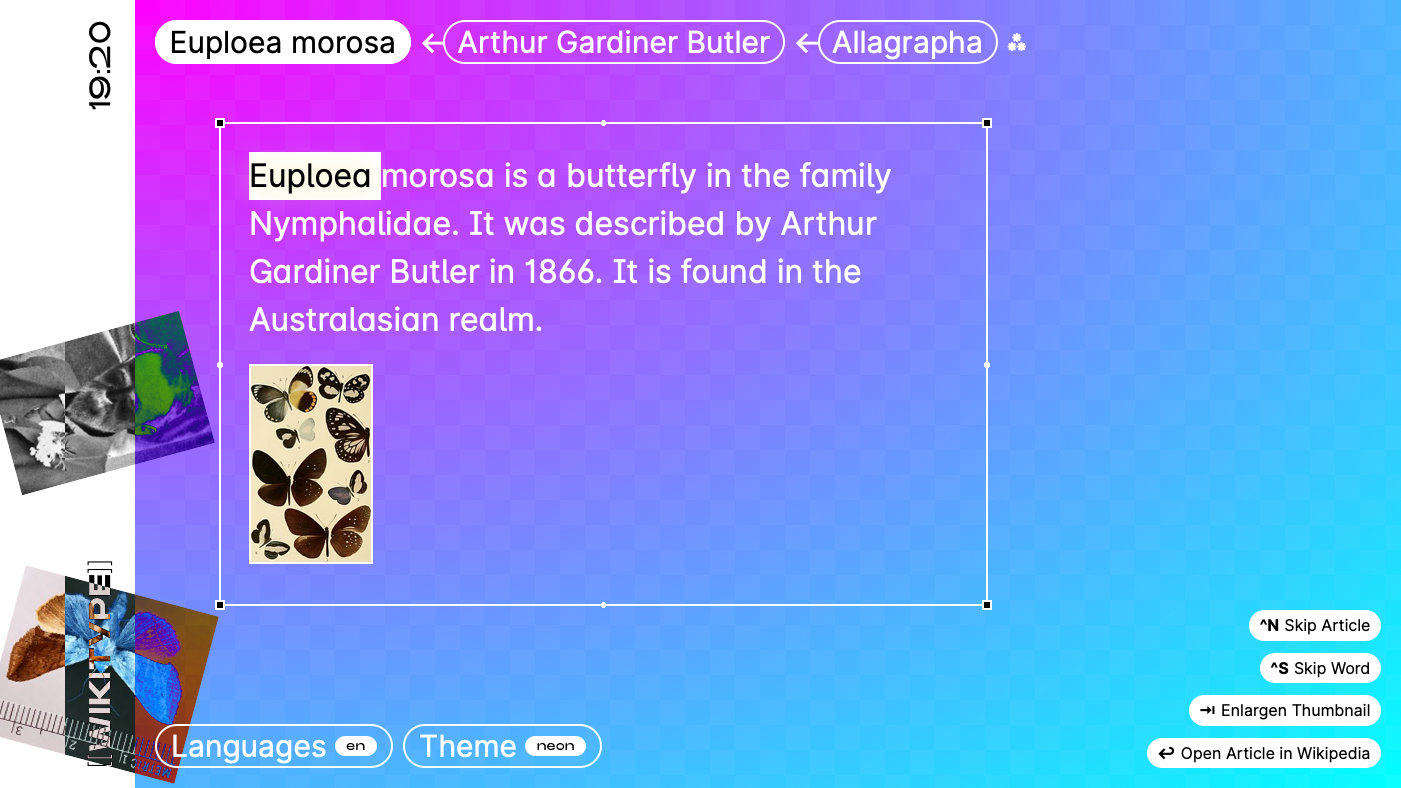 19:20
Euploea morosa ← Arthur Gardiner Butler ← Allagrapha
Euploea morosa is a butterfly in the family
Nymphalidae. It was described by Arthur
Gardiner Butler in 1866. It is found in the
Australasian realm.
[[WIKITYPE]]
^N Skip Article
^S Skip Word
⇥ Enlargen Thumbnail
↩ Open Article in Wikipedia
Languages en
Theme neon